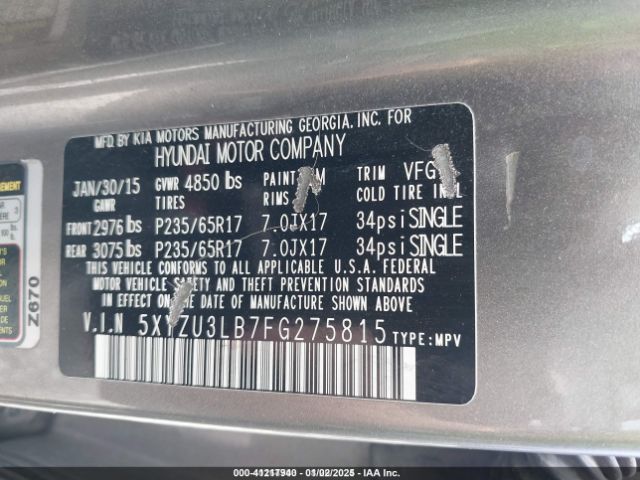 MFD BY KIA MOTORS MANUFACTURING GEORGIA, INC. FOR
HYUNDAI MOTOR COMPANY
JAN/30/15 GVWR 4850 lbs PAINT M TRIM VFG
GAWR TIRES RIMS COLD TIRE INFL
FRONT 2976 lbs P235/65R17 7.0JX17 34psi SINGLE
REAR 3075 lbs P235/65R17 7.0JX17 34psi SINGLE
THIS VEHICLE CONFORMS TO ALL APPLICABLE U.S.A. FEDERAL
MOTOR VEHICLE SAFETY AND THEFT PREVENTION STANDARDS
IN EFFECT ON THE DATE OF MANUFACTURE SHOWN ABOVE.
V.I.N 5XYZU3LB7FG275815 TYPE:MPV
Z670
000-41217940 - 01/02/2025 - IAA Inc.